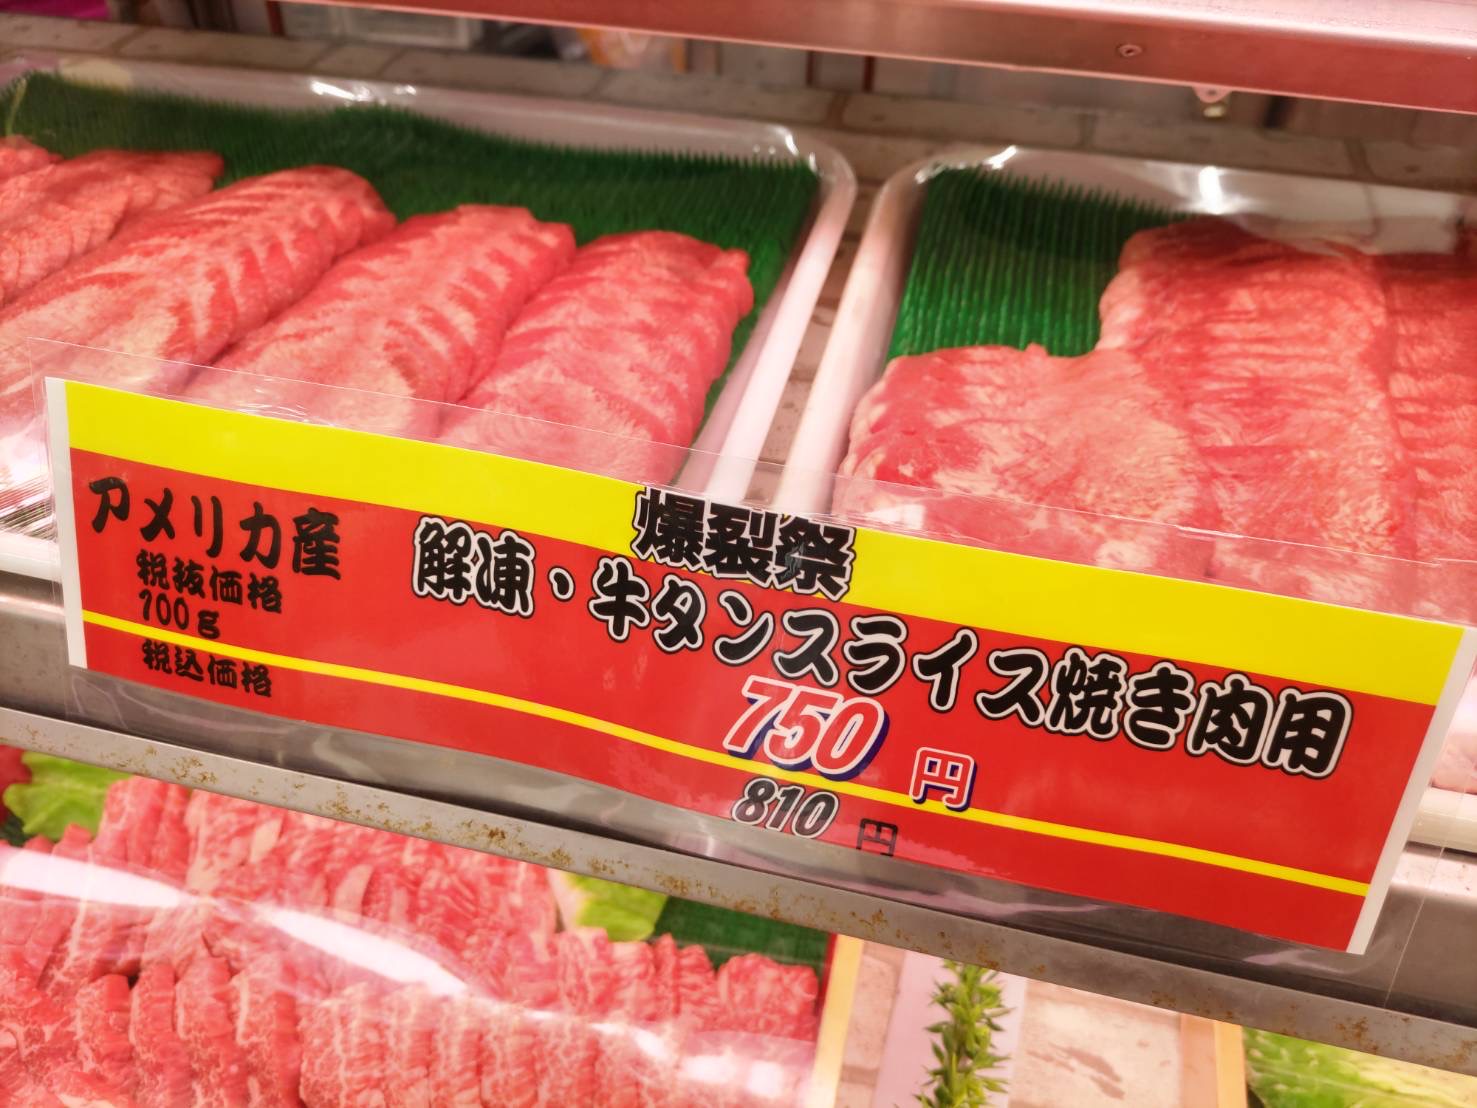 爆裂祭
アメリカ産
解凍・牛タンスライス焼き肉用
税抜価格
100g
750円
税込価格
810円